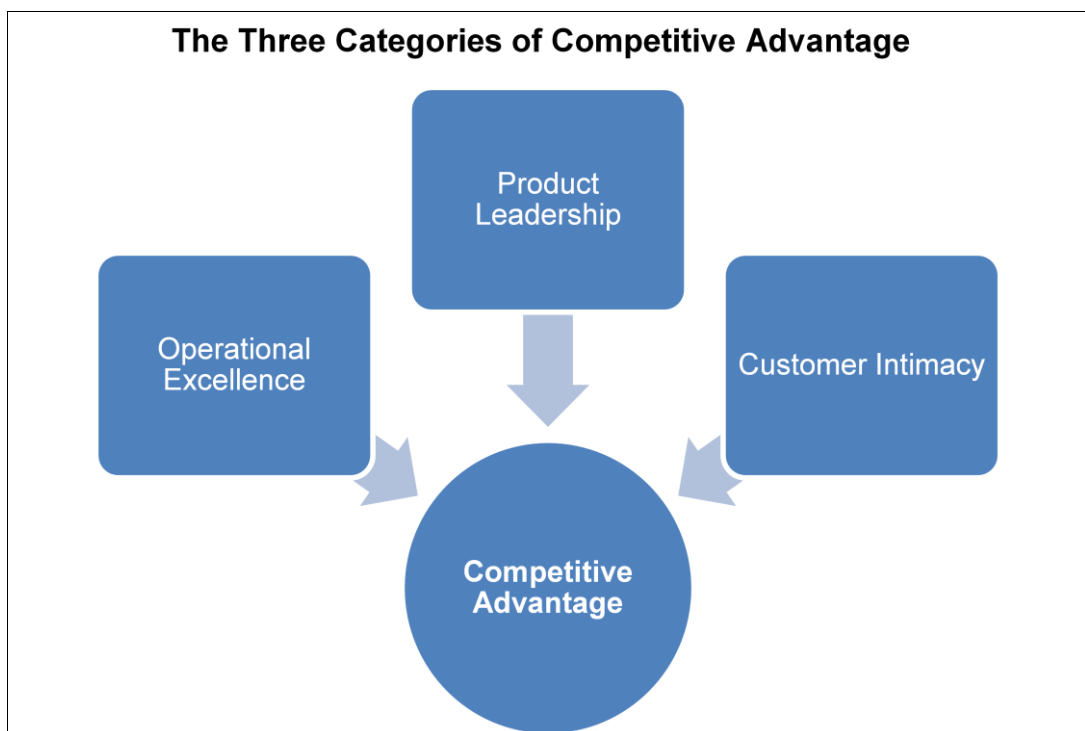 The Three Categories of Competitive Advantage
Product
Leadership
Operational
Excellence
Customer Intimacy
Competitive
Advantage